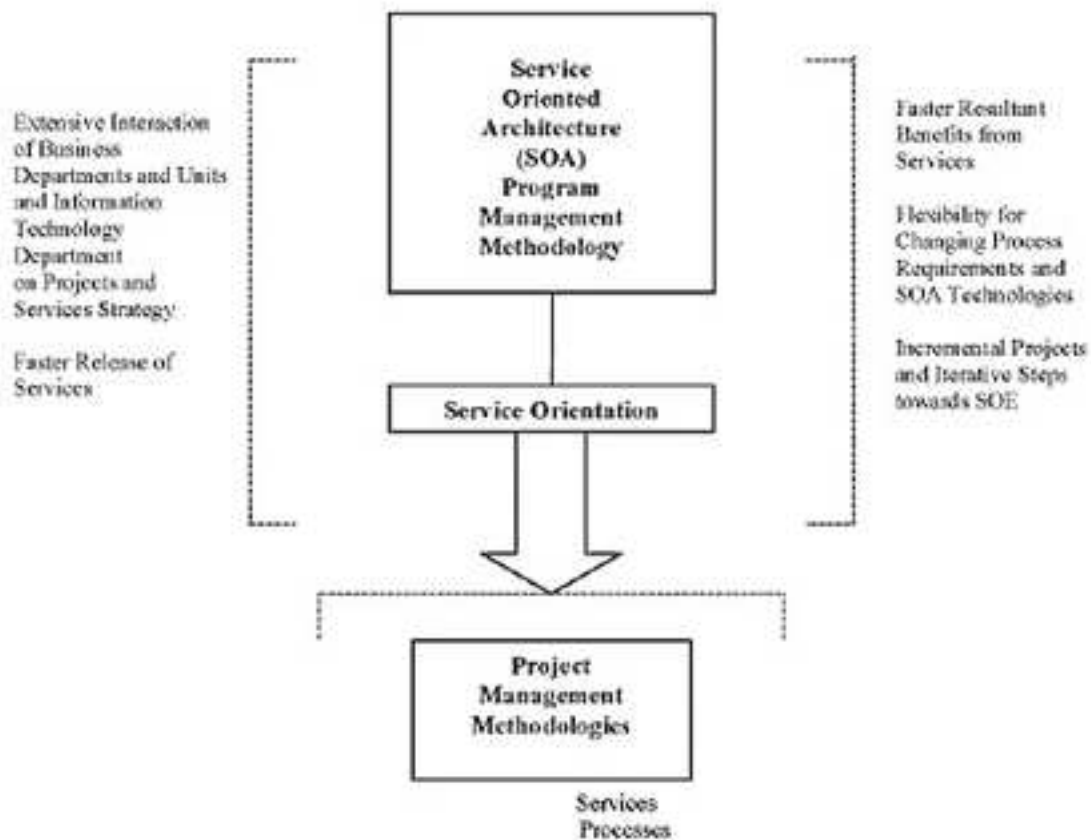 Service
Oriented
Architecture
(SOA)
Program
Management
Methodology
Extensive Interaction
of Business
Departments and Units
and Information
Technology
Department
on Projects and
Services Strategy
Faster Release of
Services
Faster Resultant
Benefits from
Services
Flexibility for
Changing Process
Requirements and
SOA Technologies
Incremental Projects
and Iterative Steps
towards SOE
Service Orientation
Project
Management
Methodologies
Services
Processes